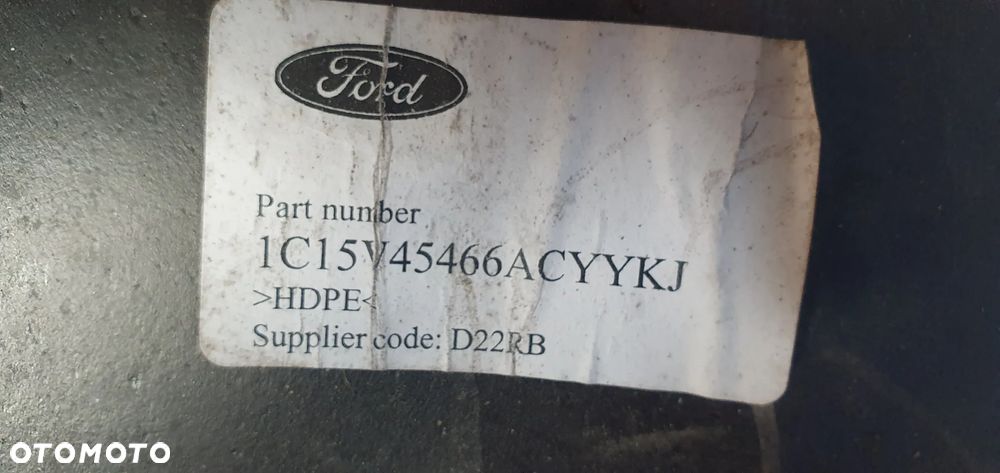 Ford
Part number
1C15V45466ACYYKJ
>HDPE<
Supplier code: D22RB
OTOMOTO